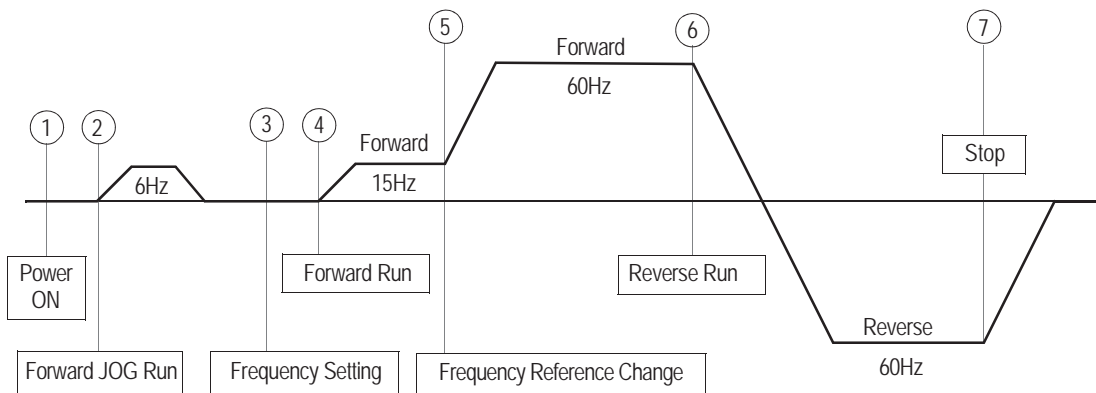 1
2
3
4
5
6
7
Forward
60Hz
Forward
15Hz
6Hz
Stop
Power
ON
Forward Run
Reverse Run
Reverse
60Hz
Forward JOG Run
Frequency Setting
Frequency Reference Change